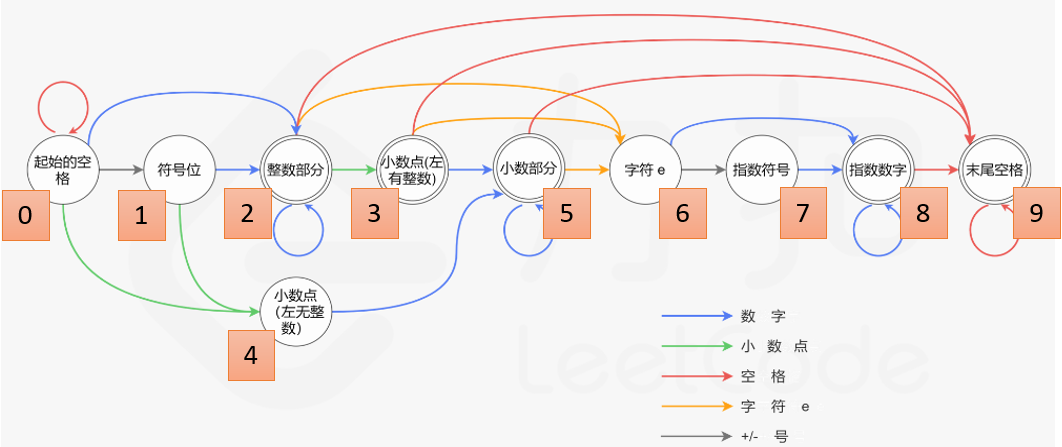 起始的空
格
符号位
整数部分
小数点(左
有整数)
小数部分
字符 e
指数符号
指数数字
末尾空格
0
1
2
3
5
6
7
8
9
小数点
（左无整
数）
4
数 字
小 数 点
空 格
字 符 e
+/- 号
力扣
LeetCode